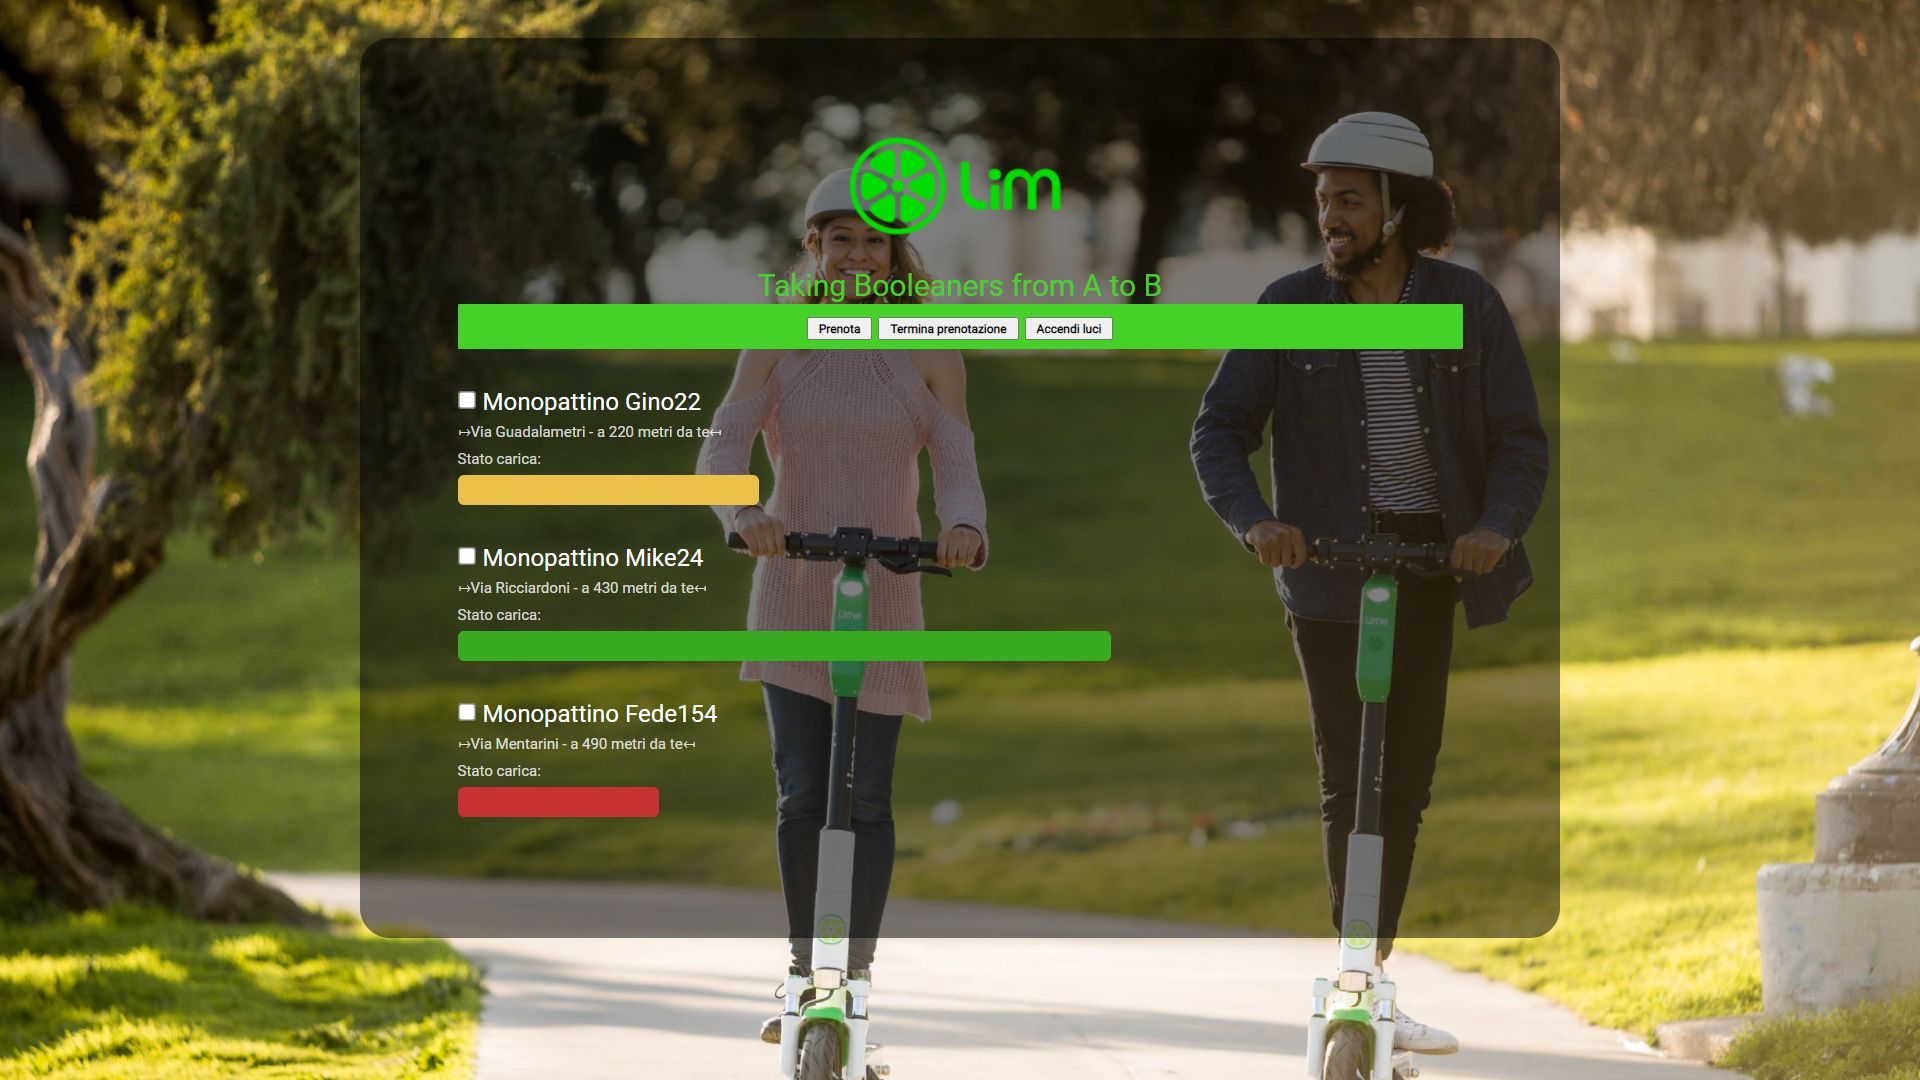 Lim
Taking Booleaners from A to B
Prenota Termina prenotazione Accendi luci
Monopattino Gino22
↦Via Guadalametri - a 220 metri da te↤
Stato carica:
Monopattino Mike24
↦Via Ricciardoni - a 430 metri da te↤
Stato carica:
Lime
Lime
Monopattino Fede154
↦Via Mentarini - a 490 metri da te↤
Stato carica: